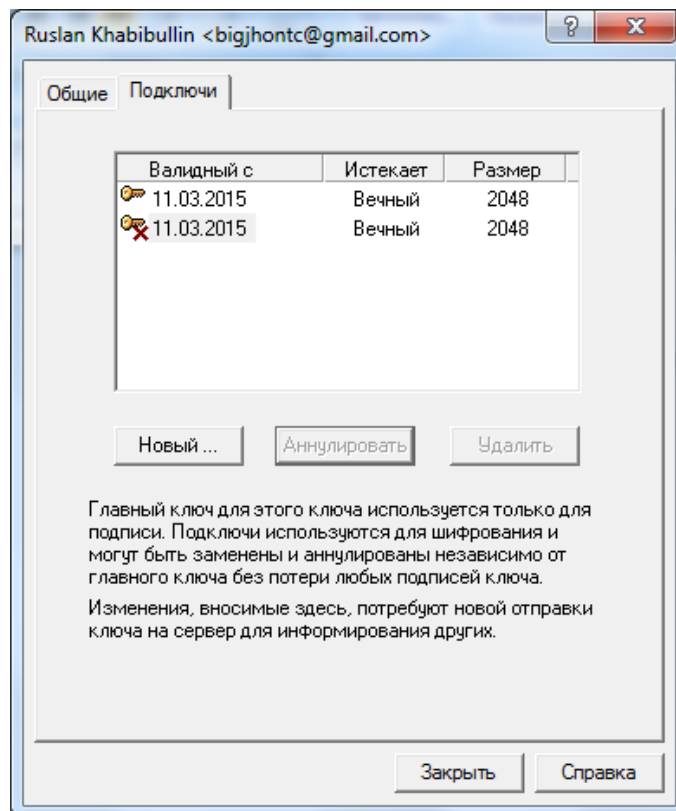 Ruslan Khabibullin <bigjhontc@gmail.com>
Общие Подключи
Валидный с Истекает Размер
11.03.2015 Вечный 2048
11.03.2015 Вечный 2048
Новый ... Аннулировать Удалить
Главный ключ для этого ключа используется только для
подписи. Подключи используются для шифрования и
могут быть заменены и аннулированы независимо от
главного ключа без потери любых подписей ключа.
Изменения, вносимые здесь, потребуют новой отправки
ключа на сервер для информирования других.
Закрыть Справка